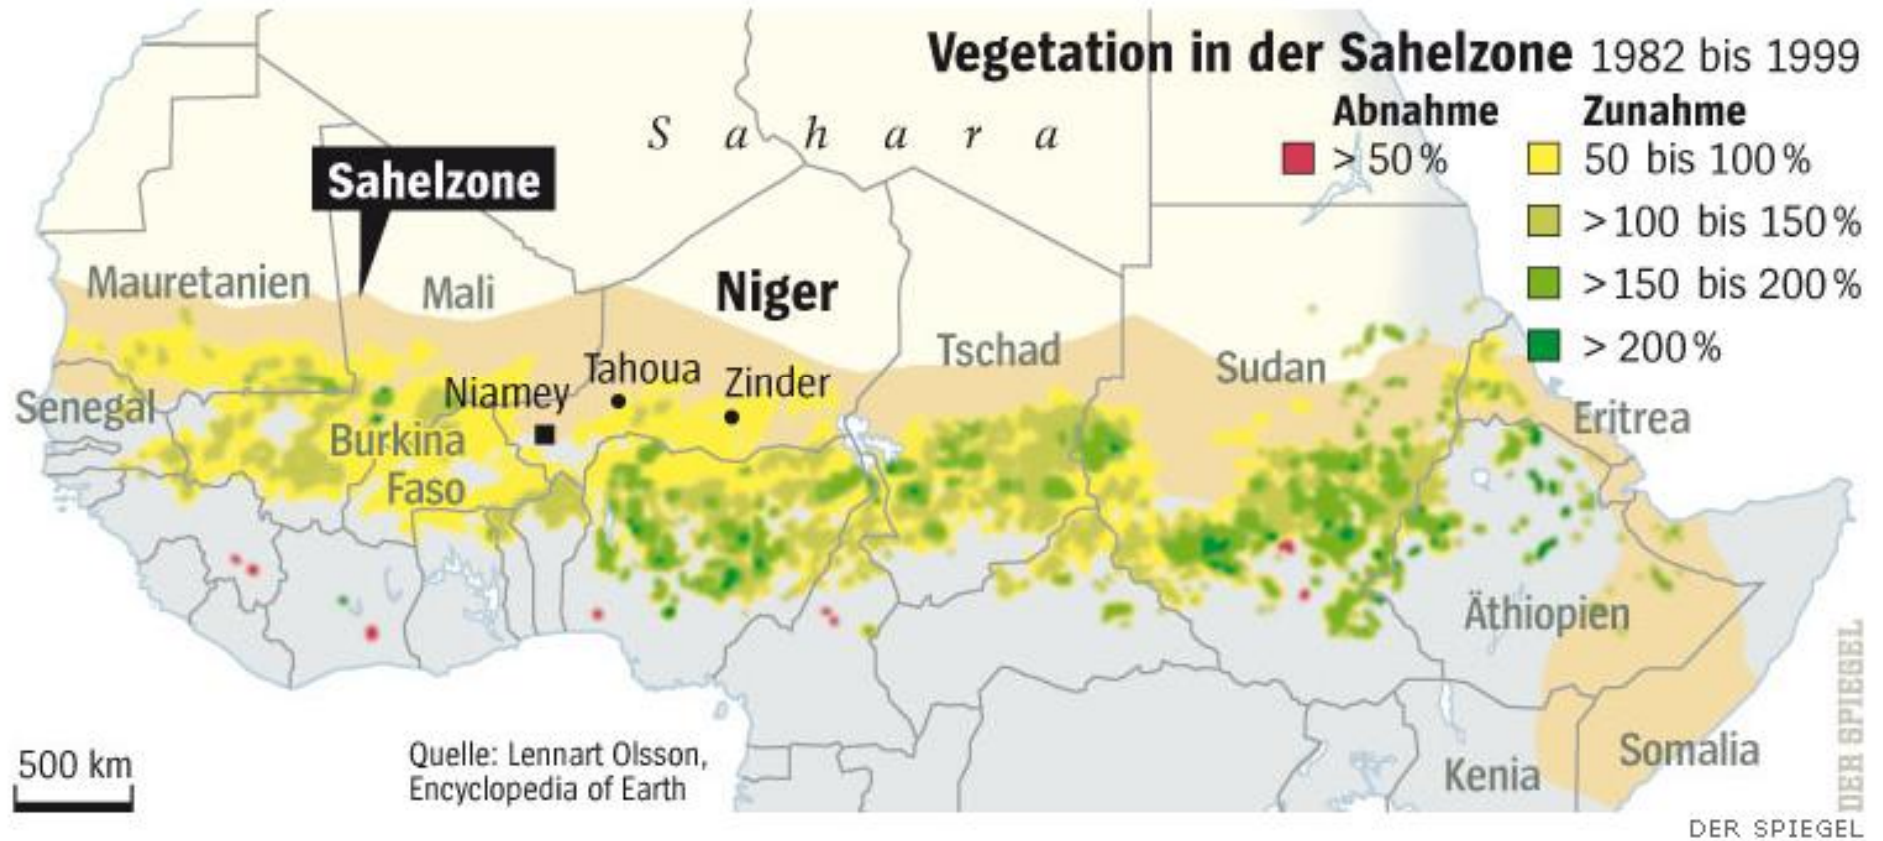 Vegetation in der Sahelzone 1982 bis 1999
Abnahme
> 50 %
Zunahme
50 bis 100 %
>100 bis 150 %
>150 bis 200 %
> 200 %
Sahara
Sahelzone
Mauretanien
Mali
Niger
Tschad
Sudan
Eritrea
Senegal
Burkina
Faso
Niamey
Tahoua
Zinder
Äthiopien
Somalia
Kenia
500 km
Quelle: Lennart Olsson,
Encyclopedia of Earth
DER SPIEGEL
DER SPIEGEL